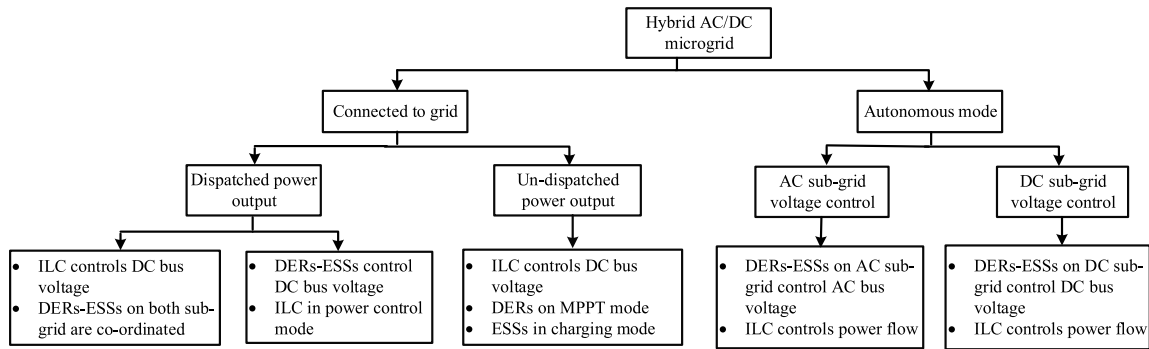 Hybrid AC/DC
microgrid
Connected to grid
Autonomous mode
Dispatched power
output
Un-dispatched
power output
AC sub-grid
voltage control
DC sub-grid
voltage control
• ILC controls DC bus
voltage
• DERs-ESSs on both sub-
grid are co-ordinated
• DERs-ESSs control
DC bus voltage
• ILC in power control
mode
• ILC controls DC bus
voltage
• DERs on MPPT mode
• ESSs in charging mode
• DERs-ESSs on AC sub-
grid control AC bus
voltage
• ILC controls power flow
• DERs-ESSs on DC sub-
grid control DC bus
voltage
• ILC controls power flow